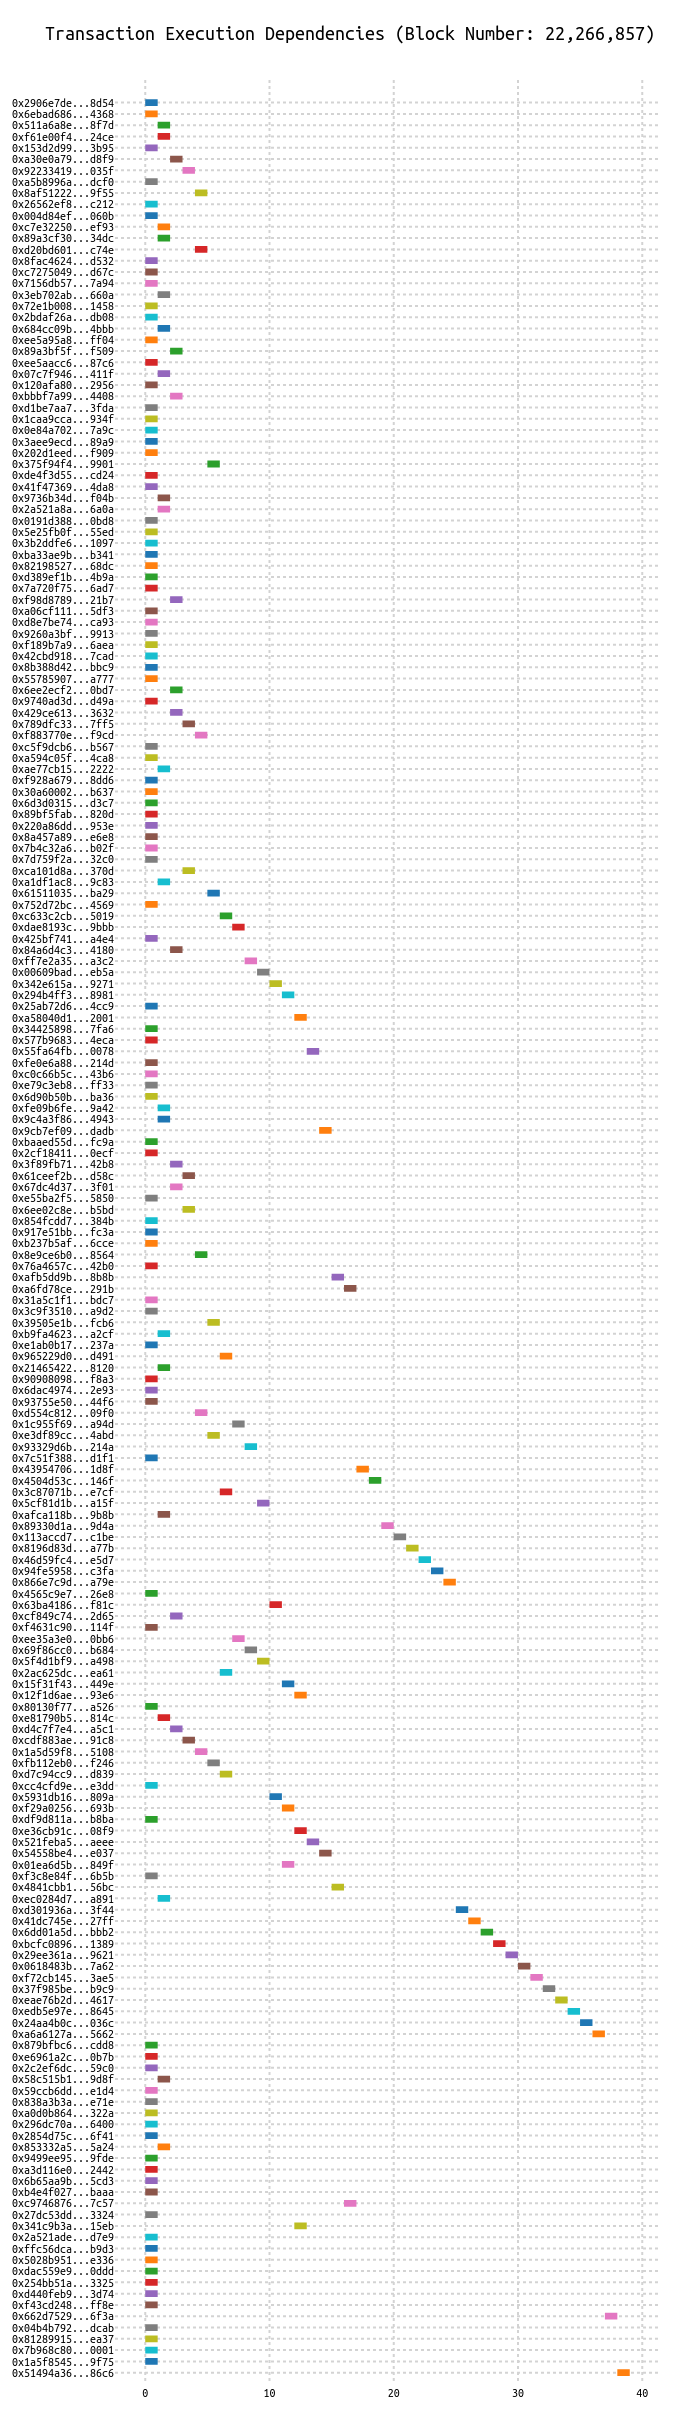 Transaction Execution Dependencies (Block Number: 22,266,857)
0x2906e7de...8d54
0x6ebad686...4368
0x511a6a8e...8f7d
0xf61e00f4...24ce
0x153d2d99...3b95
0xa30e0a79...d8f9
0x92233419...035f
0xa5b8996a...dcf0
0x8af51222...9f55
0x26562ef8...c212
0x004d84ef...060b
0xc7e32250...ef93
0x89a3cf30...34dc
0xd20bd601...c74e
0x8fac4624...d532
0xc7275049...d67c
0x7156db57...7a94
0x3eb702ab...660a
0x72e1b008...1458
0x2bdaf26a...db08
0x684cc09b...4bbb
0xee5a95a8...ff04
0x89a3bf5f...f509
0xee5aacc6...87c6
0x07c7f946...411f
0x120afa80...2956
0xbbbf7a99...4408
0xd1be7aa7...3fda
0x1caa9cca...934f
0x0e84a702...7a9c
0x3aee9ecd...89a9
0x202d1eed...f909
0x375f94f4...9901
0xde4f3d55...cd24
0x41f47369...4da8
0x9736b34d...f04b
0x2a521a8a...6a0a
0x0191d388...0bd8
0x5e25fb0f...55ed
0x3b2ddfe6...1097
0xba33ae9b...b341
0x82198527...68dc
0xd389ef1b...4b9a
0x7a720f75...6ad7
0xf98d8789...21b7
0xa06cf111...5df3
0xd8e7be74...ca93
0x9260a3bf...9913
0xf189b7a9...6aea
0x42cbd918...7cad
0x8b388d42...bbc9
0x55785907...a777
0x6ee2ecf2...0bd7
0x9740ad3d...d49a
0x429ce613...3632
0x789dfc33...7ff5
0xf883770e...f9cd
0xc5f9dcb6...b567
0xa594c05f...4ca8
0xae77cb15...2222
0xf928a679...8dd6
0x30a60002...b637
0x6d3d0315...d3c7
0x89bf5fab...820d
0x220a86dd...953e
0x8a457a89...e6e8
0x7b4c32a6...b02f
0x7d759f2a...32c0
0xca101d8a...370d
0xa1df1ac8...9c83
0x61511035...ba29
0x752d72bc...4569
0xc633c2cb...5019
0xdae8193c...9bbb
0x425bf741...a4e4
0x84a6d4c3...4180
0xff7e2a35...a3c2
0x00609bad...eb5a
0x342e615a...9271
0x294b4ff3...8981
0x25ab72d6...4cc9
0xa58040d1...2001
0x34425898...7fa6
0x577b9683...4eca
0x55fa64fb...0078
0xfe0e6a88...214d
0xc0c66b5c...43b6
0xe79c3eb8...ff33
0x6d90b50b...ba36
0xfe09b6fe...9a42
0x9c4a3f86...4943
0x9cb7ef09...dadb
0xbaaed55d...fc9a
0x2cf18411...0ecf
0x3f89fb71...42b8
0x61ceef2b...d58c
0x67dc4d37...3f01
0xe55ba2f5...5850
0x6ee02c8e...b5bd
0x854fcdd7...384b
0x917e51bb...fc3a
0xb237b5af...6cce
0x8e9ce6b0...8564
0x76a4657c...42b0
0xafb5dd9b...8b8b
0xa6fd78ce...291b
0x31a5c1f1...bdc7
0x3c9f3510...a9d2
0x39505e1b...fcb6
0xb9fa4623...a2cf
0xe1ab0b17...237a
0x965229d0...d491
0x21465422...8120
0x90908098...f8a3
0x6dac4974...2e93
0x93755e50...44f6
0xd554c812...09f0
0x1c955f69...a94d
0xe3df89cc...4abd
0x93329d6b...214a
0x7c51f388...d1f1
0x43954706...1d8f
0x4504d53c...146f
0x3c87071b...e7cf
0x5cf81d1b...a15f
0xafca118b...9b8b
0x89330d1a...9d4a
0x113accd7...c1be
0x8196d83d...a77b
0x46d59fc4...e5d7
0x94fe5958...c3fa
0x866e7c9d...a79e
0x4565c9e7...26e8
0x63ba4186...f81c
0xcf849c74...2d65
0xf4631c90...114f
0xee35a3e0...0bb6
0x69f86cc0...b684
0x5f4d1bf9...a498
0x2ac625dc...ea61
0x15f31f43...449e
0x12f1d6ae...93e6
0x80130f77...a526
0xe81790b5...814c
0xd4c7f7e4...a5c1
0xcdf883ae...91c8
0x1a5d59f8...5108
0xfb112eb0...f246
0xd7c94cc9...d839
0xcc4cfd9e...e3dd
0x5931db16...809a
0xf29a0256...693b
0xdf9d811a...b8ba
0xe36cb91c...08f9
0x521feba5...aeee
0x54558be4...e037
0x01ea6d5b...849f
0xf3c8e84f...6b5b
0x4841cbb1...56bc
0xec0284d7...a891
0xd301936a...3f44
0x41dc745e...27ff
0x6dd01a5d...bbb2
0xbcfc0896...1389
0x29ee361a...9621
0x0618483b...7a62
0xf72cb145...3ae5
0x37f985be...b9c9
0xeae76b2d...4617
0xedb5e97e...8645
0x24aa4b0c...036c
0xa6a6127a...5662
0x879bfbc6...cdd8
0xe6961a2c...0b7b
0x2c2ef6dc...59c0
0x58c515b1...9d8f
0x59ccb6dd...e1d4
0x838a3b3a...e71e
0xa0d0b864...322a
0x296dc70a...6400
0x2854d75c...6f41
0x853332a5...5a24
0x9499ee95...9fde
0xa3d116e0...2442
0x6b65aa9b...5cd3
0xb4e4f027...baaa
0xc9746876...7c57
0x27dc53dd...3324
0x341c9b3a...15eb
0x2a521ade...d7e9
0xffc56dca...b9d3
0x5028b951...e336
0xdac559e9...0ddd
0x254bb51a...3325
0xd440feb9...3d74
0xf43cd248...ff8e
0x662d7529...6f3a
0x04b4b792...dcab
0x81289915...ea37
0x7b968c80...0001
0x1a5f8545...9f75
0x51494a36...86c6
0 10 20 30 40